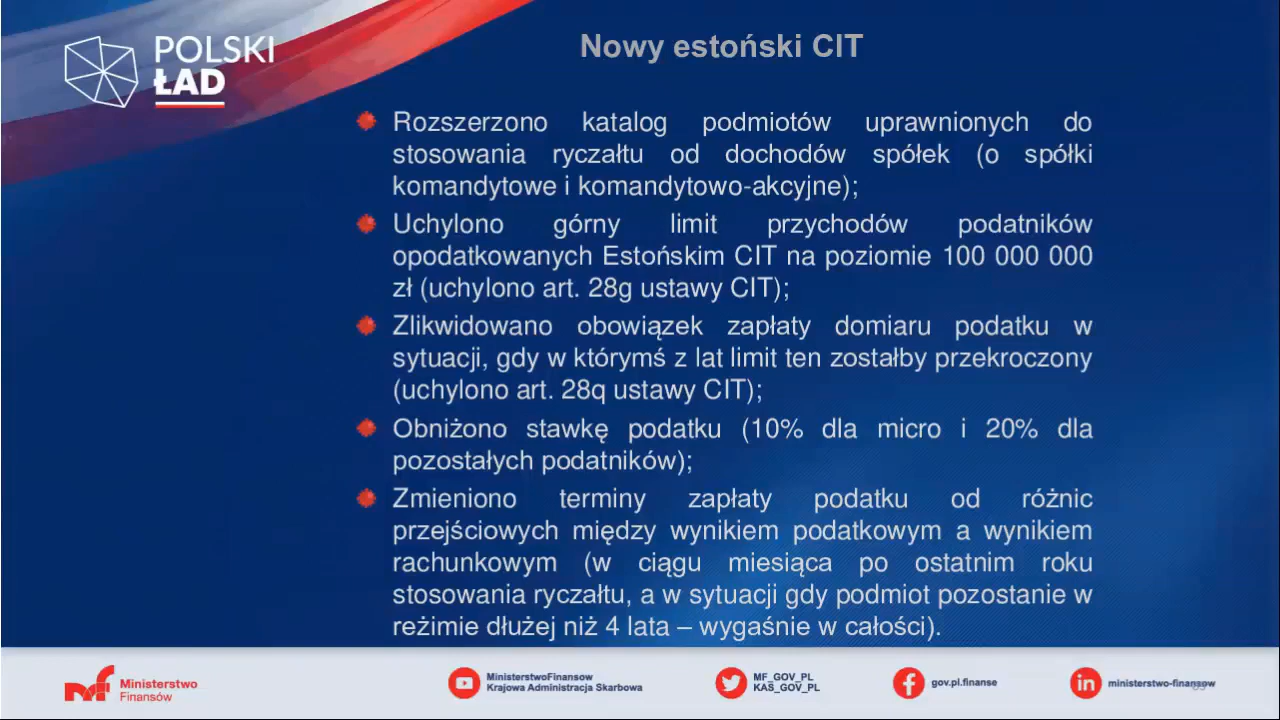 POLSKI
ŁAD
Nowy estoński CIT
Rozszerzono katalog podmiotów uprawnionych do
stosowania ryczałtu od dochodów spółek (o spółki
komandytowe i komandytowo-akcyjne);
Uchylono górny limit przychodów podatników
opodatkowanych Estońskim CIT na poziomie 100 000 000
zł (uchylono art. 28g ustawy CIT);
Zlikwidowano obowiązek zapłaty domiaru podatku w
sytuacji, gdy w którymś z lat limit ten zostałby przekroczony
(uchylono art. 28q ustawy CIT);
Obniżono stawkę podatku (10% dla micro i 20% dla
pozostałych podatników);
Zmieniono terminy zapłaty podatku od różnic
przejściowych między wynikiem podatkowym a wynikiem
rachunkowym (w ciągu miesiąca po ostatnim roku
stosowania ryczałtu, a w sytuacji gdy podmiot pozostanie w
reżimie dłużej niż 4 lata – wygaśnie w całości).
Ministerstwo
Finansów
MinisterstwoFinansow
Krajowa Administracja Skarbowa
MF_GOV_PL
KAS_GOV_PL
gov.pl.finanse
ministerstwo-finansow